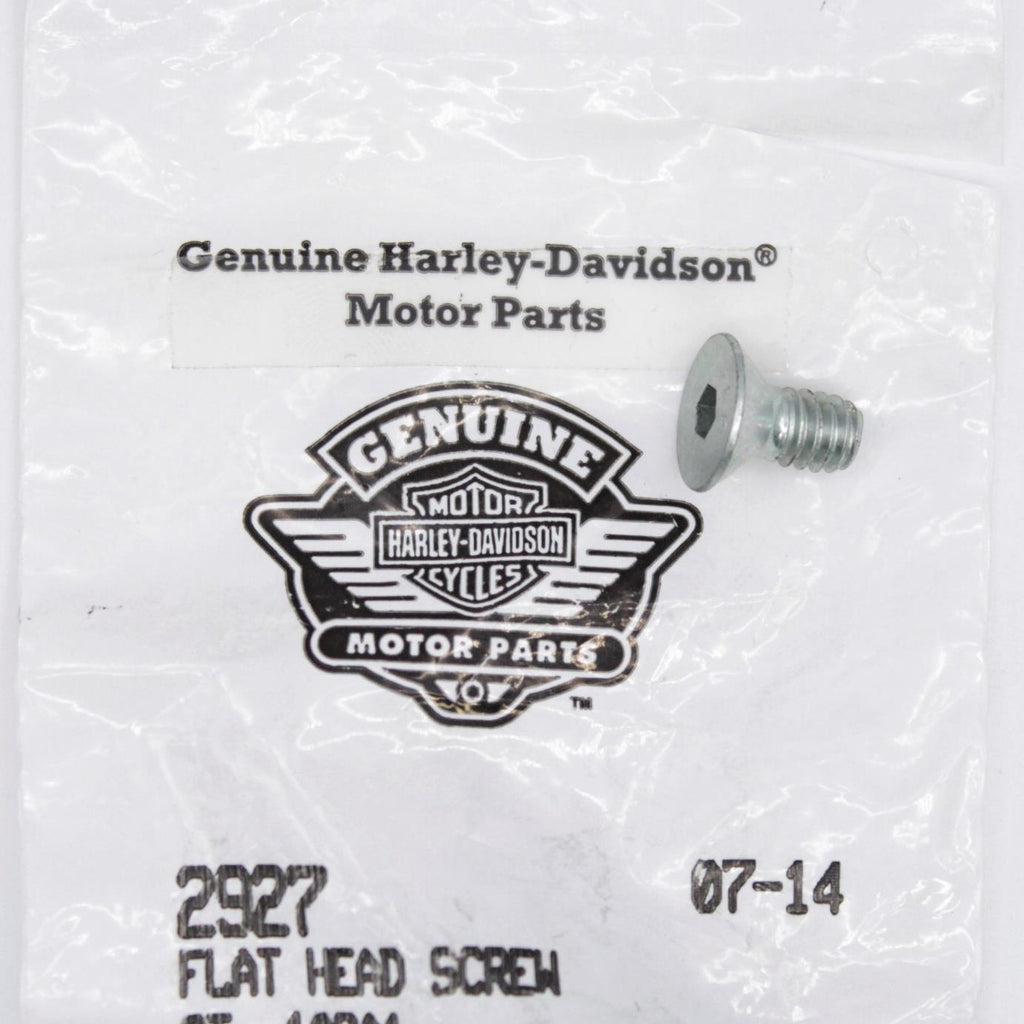 Genuine Harley-Davidson®
Motor Parts
GENUINE
MOTOR
HARLEY-DAVIDSON
CYCLES
MOTOR PARTS
TM
2927
07-14
FLAT HEAD SCREW